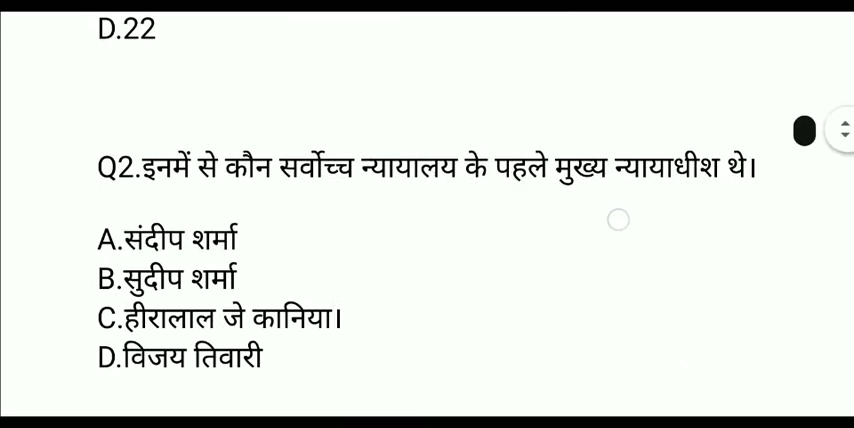 D.22
Q2.इनमें से कौन सर्वोच्च न्यायालय के पहले मुख्य न्यायाधीश थे।
A.संदीप शर्मा
B.सुदीप शर्मा
C.हीरालाल जे कानिया।
D.विजय तिवारी